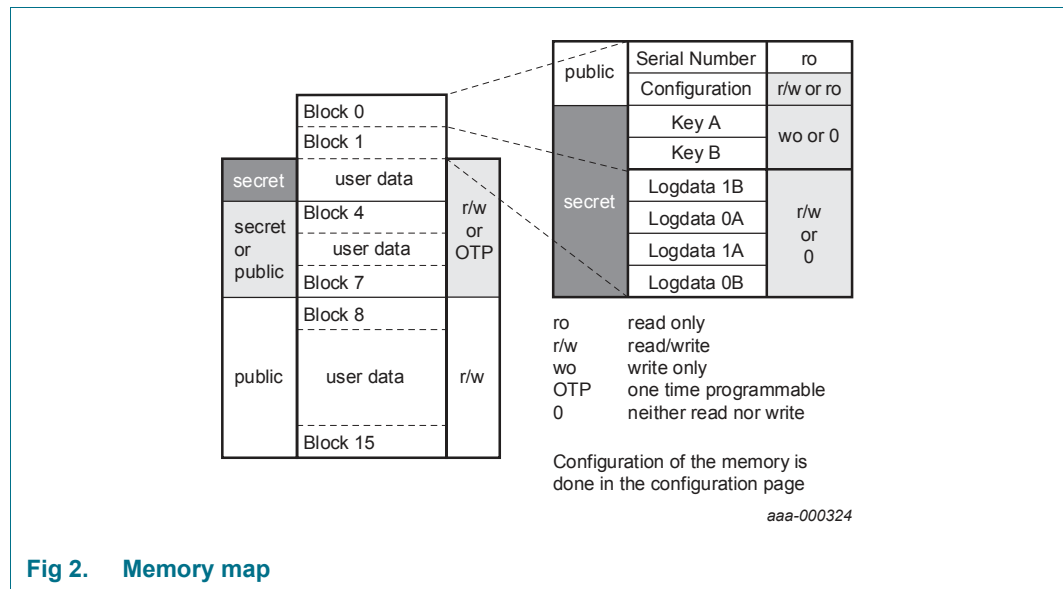 Block 0
Block 1
secret
user data
secret
or
public
Block 4
user data
Block 7
r/w
or
OTP
public
Block 8
user data
Block 15
r/w
public
Serial Number
ro
Configuration
r/w or ro
secret
Key A
Key B
wo or 0
Logdata 1B
Logdata 0A
Logdata 1A
Logdata 0B
r/w
or
0
ro read only
r/w read/write
wo write only
OTP one time programmable
0 neither read nor write
Configuration of the memory is
done in the configuration page
aaa-000324
Fig 2. Memory map